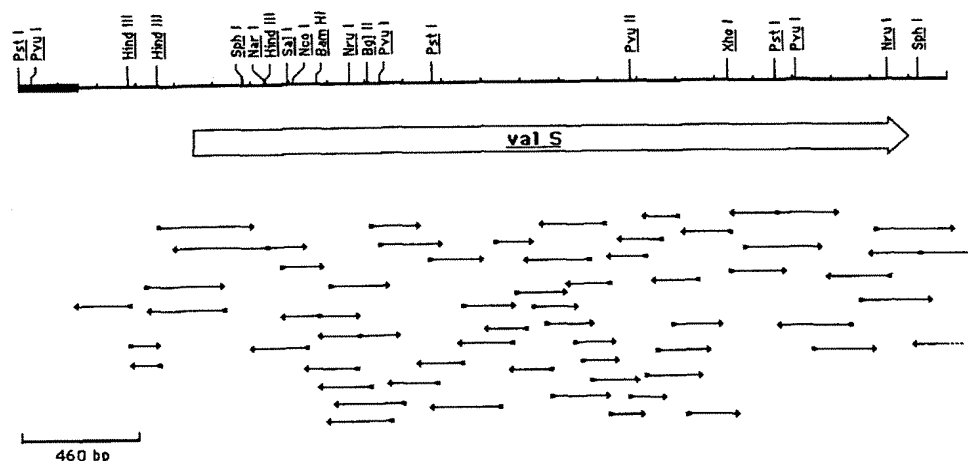 Pst I
Pvu I
Hind III
Hind III
Sph I
Nar I
Hind III
Sal I
Nco I
Bam HI
Nru I
Bgl II
Pvu I
Pst I
Pvu II
Xho I
Pst I
Pvu I
Nru I
Sph I
val S
460 bp